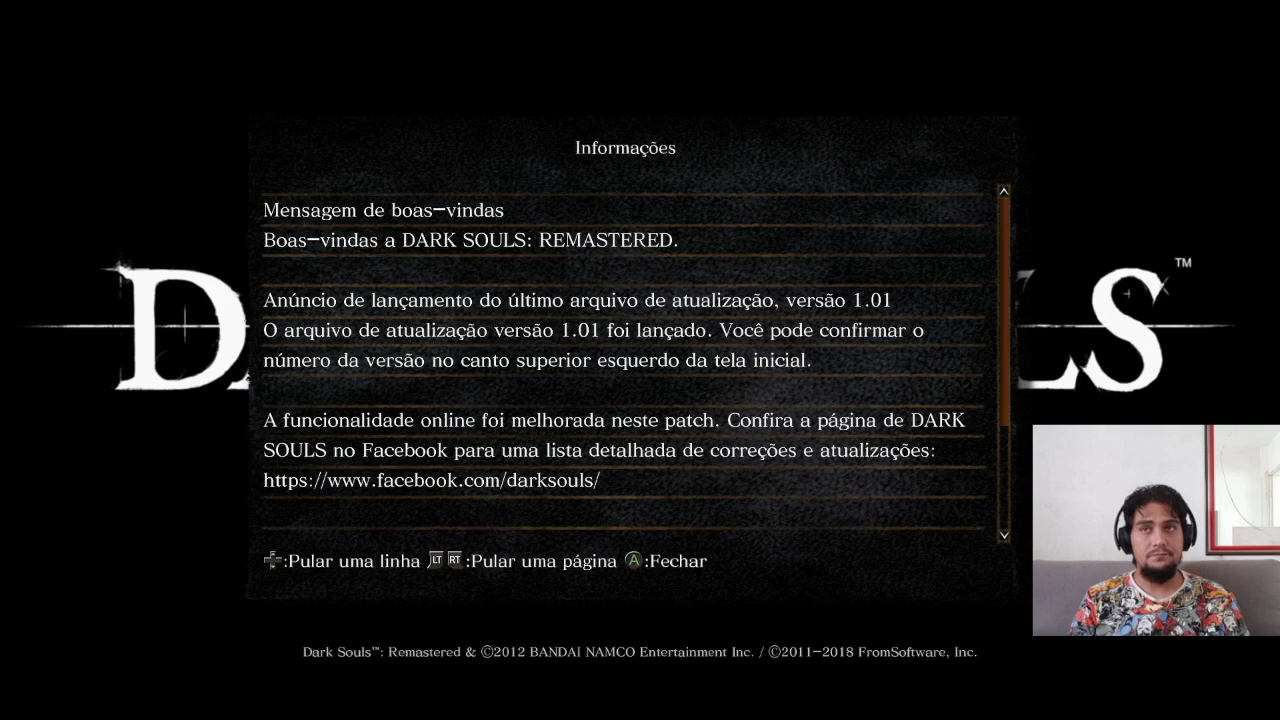 Informações
Mensagem de boas-vindas
Boas-vindas a DARK SOULS: REMASTERED.
Anúncio de lançamento do último arquivo de atualização, versão 1.01
O arquivo de atualização versão 1.01 foi lançado. Você pode confirmar o
número da versão no canto superior esquerdo da tela inicial.
A funcionalidade online foi melhorada neste patch. Confira a página de DARK
SOULS no Facebook para uma lista detalhada de correções e atualizações:
https://www.facebook.com/darksouls/
:Pular uma linha LT RT :Pular uma página A :Fechar
D LS ™
Dark Souls™: Remastered & ©2012 BANDAI NAMCO Entertainment Inc. / ©2011-2018 FromSoftware, Inc.